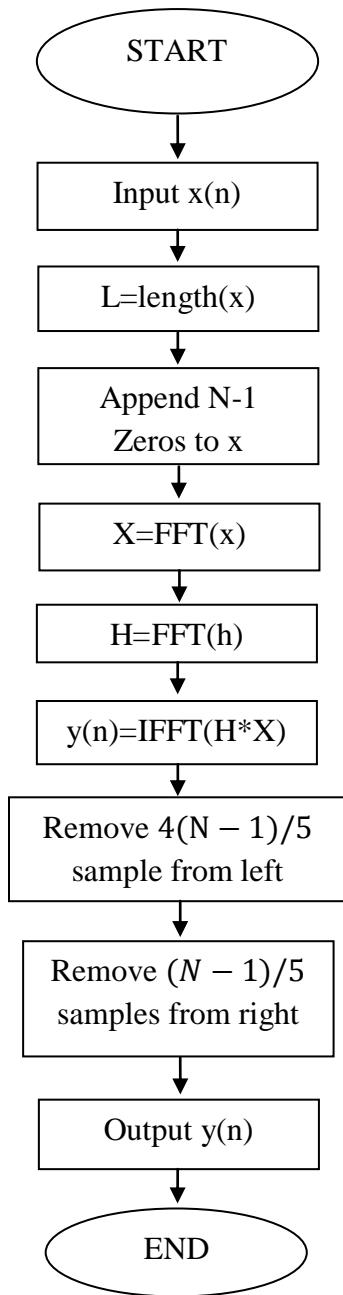 START
Input x(n)
L=length(x)
Append N-1
Zeros to x
X=FFT(x)
H=FFT(h)
y(n)=IFFT(H*X)
Remove 4(N − 1)/5
sample from left
Remove (N − 1)/5
samples from right
Output y(n)
END